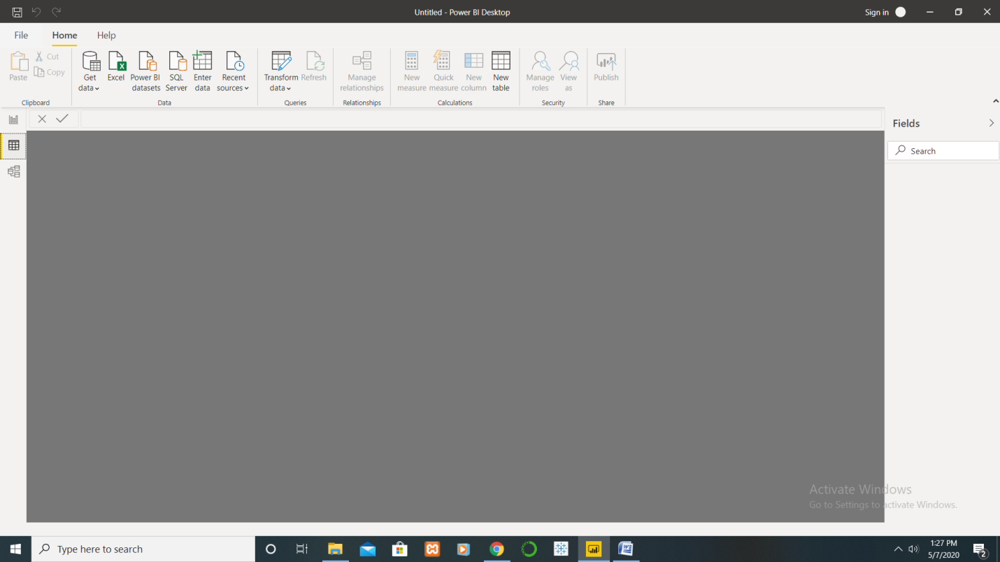 Untitled - Power BI Desktop
Sign in
File Home Help
Paste
Cut
Copy
Clipboard
Get data
Excel
Power BI datasets
SQL Server
Enter data
Recent sources
Data
Transform data
Refresh
Queries
Manage relationships
Relationships
New measure
Quick measure
New column
New table
Calculations
Manage roles
View as
Security
Publish
Share
Fields
Search
Activate Windows
Go to Settings to activate Windows.
Type here to search
1:27 PM
5/7/2020
2